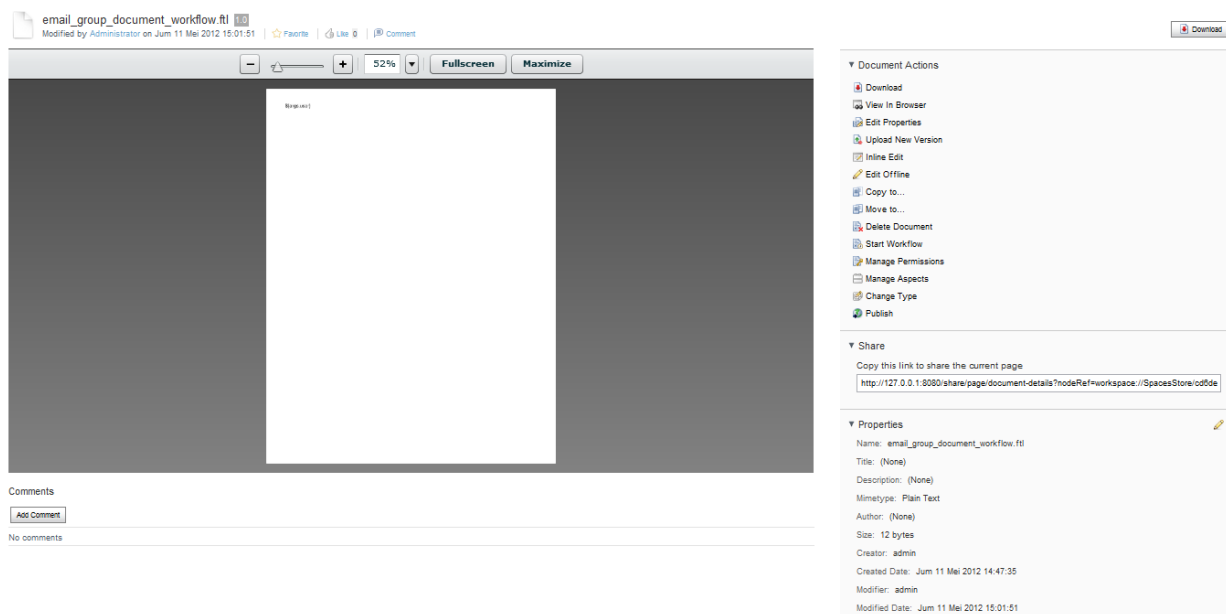 email_group_document_workflow.ftl 1.0
Modified by Administrator on Jum 11 Mei 2012 15:01:51 Favorite Like 0 Comment
Download
52% Fullscreen Maximize
Comments
Add Comment
No comments
Document Actions
Download
View In Browser
Edit Properties
Upload New Version
Inline Edit
Edit Offline
Copy to...
Move to...
Delete Document
Start Workflow
Manage Permissions
Manage Aspects
Change Type
Publish
Share
Copy this link to share the current page
http://127.0.0.1:8080/share/page/document-details?nodeRef=workspace://SpacesStore/cd6de
Properties
Name: email_group_document_workflow.ftl
Title: (None)
Description: (None)
Mimetype: Plain Text
Author: (None)
Size: 12 bytes
Creator: admin
Created Date: Jum 11 Mei 2012 14:47:35
Modifier: admin
Modified Date: Jum 11 Mei 2012 15:01:51